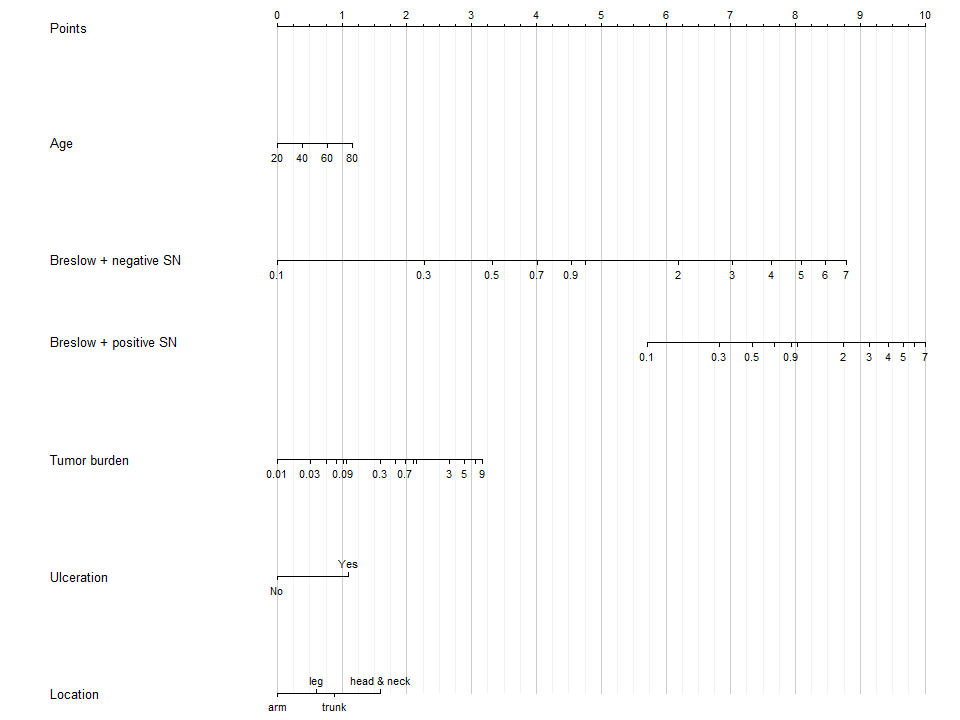 0 1 2 3 4 5 6 7 8 9 10
Points
Age
20 40 60 80
Breslow + negative SN
0.1 0.3 0.5 0.7 0.9 2 3 4 5 6 7
Breslow + positive SN
0.1 0.3 0.5 0.9 2 3 4 5 7
Tumor burden
0.01 0.03 0.09 0.3 0.7 3 5 9
Yes
Ulceration
No
leg head & neck
Location
arm trunk